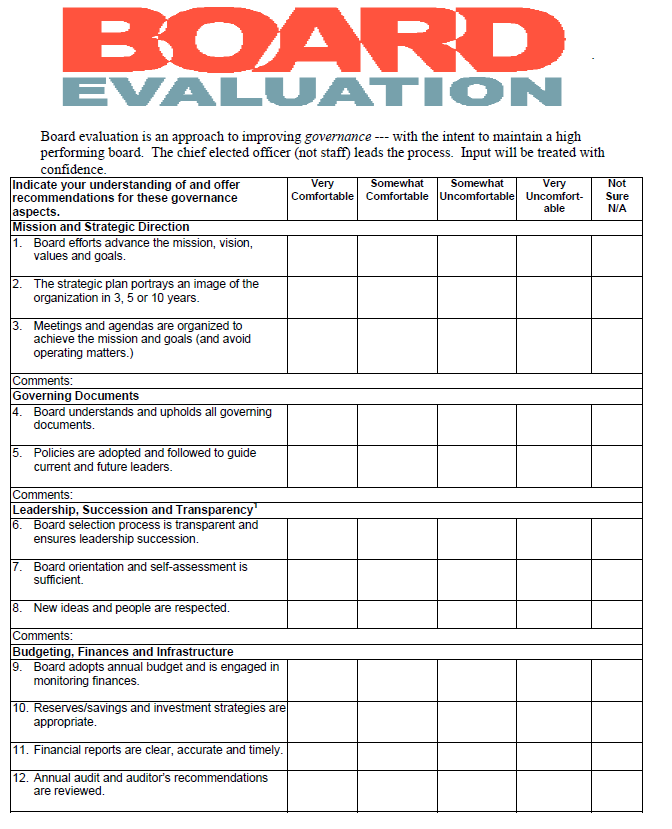 BOARD
EVALUATION
Board evaluation is an approach to improving governance --- with the intent to maintain a high
performing board. The chief elected officer (not staff) leads the process. Input will be treated with
confidence.
Indicate your understanding of and offer
recommendations for these governance
aspects.
Very
Comfortable
Somewhat
Comfortable
Somewhat
Uncomfortable
Very
Uncomfort-
able
Not
Sure
N/A
Mission and Strategic Direction
1. Board efforts advance the mission, vision,
values and goals.
2. The strategic plan portrays an image of the
organization in 3, 5 or 10 years.
3. Meetings and agendas are organized to
achieve the mission and goals (and avoid
operating matters.)
Comments:
Governing Documents
4. Board understands and upholds all governing
documents.
5. Policies are adopted and followed to guide
current and future leaders.
Comments:
Leadership, Succession and Transparency¹
6. Board selection process is transparent and
ensures leadership succession.
7. Board orientation and self-assessment is
sufficient.
8. New ideas and people are respected.
Comments:
Budgeting, Finances and Infrastructure
9. Board adopts annual budget and is engaged in
monitoring finances.
10. Reserves/savings and investment strategies are
appropriate.
11. Financial reports are clear, accurate and timely.
12. Annual audit and auditor's recommendations
are reviewed.